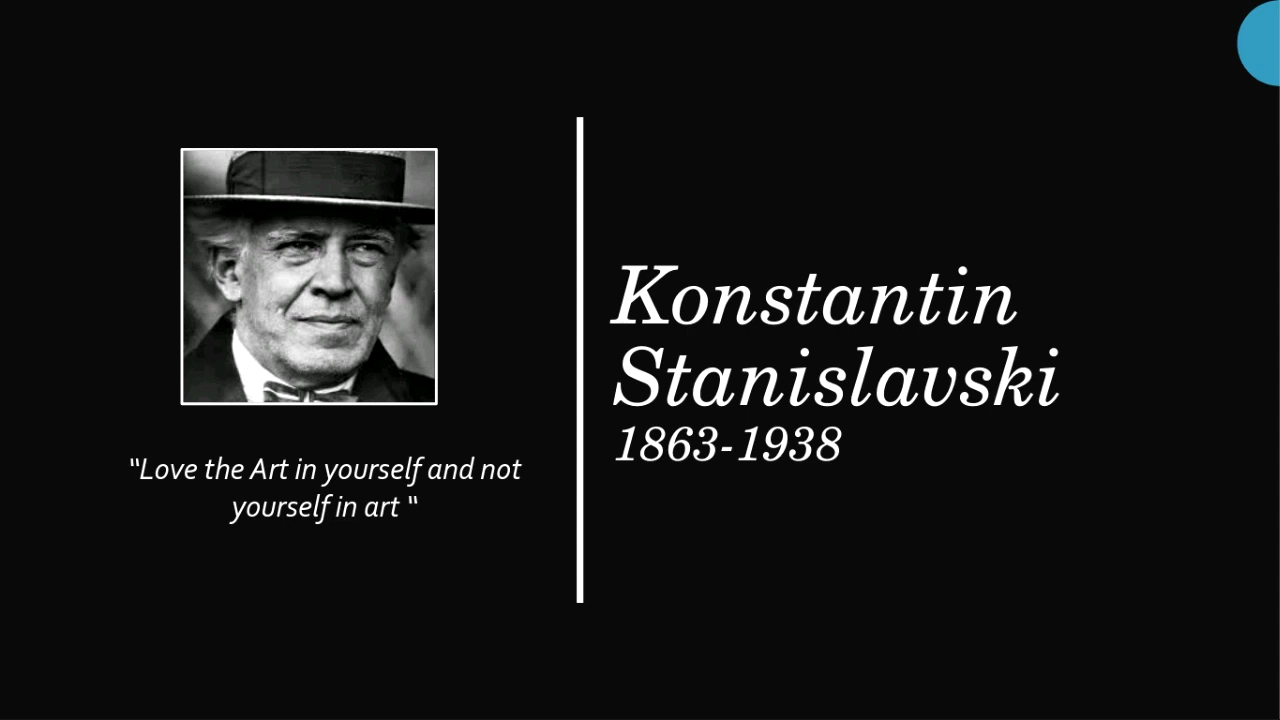 “Love the Art in yourself and not
yourself in art “
Konstantin
Stanislavski
1863-1938